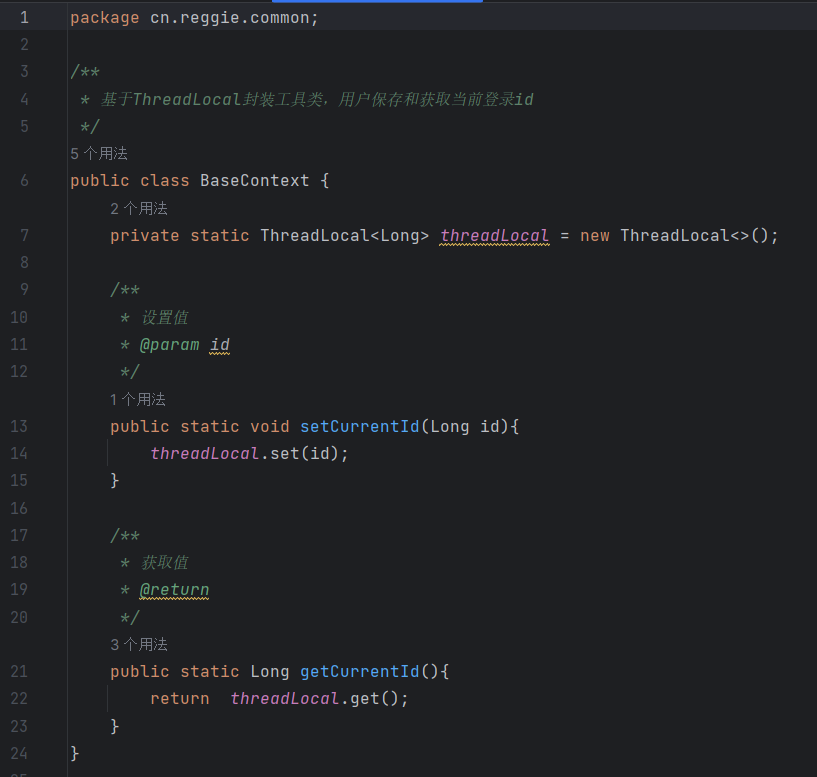 1 package cn.reggie.common;
2
3 /**
4 * 基于ThreadLocal封装工具类，用户保存和获取当前登录id
5 */
5 个用法
6 public class BaseContext {
2 个用法
7 private static ThreadLocal<Long> threadLocal = new ThreadLocal<>();
8
9 /**
10 * 设置值
11 * @param id
12 */
1 个用法
13 public static void setCurrentId(Long id){
14 threadLocal.set(id);
15 }
16
17 /**
18 * 获取值
19 * @return
20 */
3 个用法
21 public static Long getCurrentId(){
22 return  threadLocal.get();
23 }
24 }